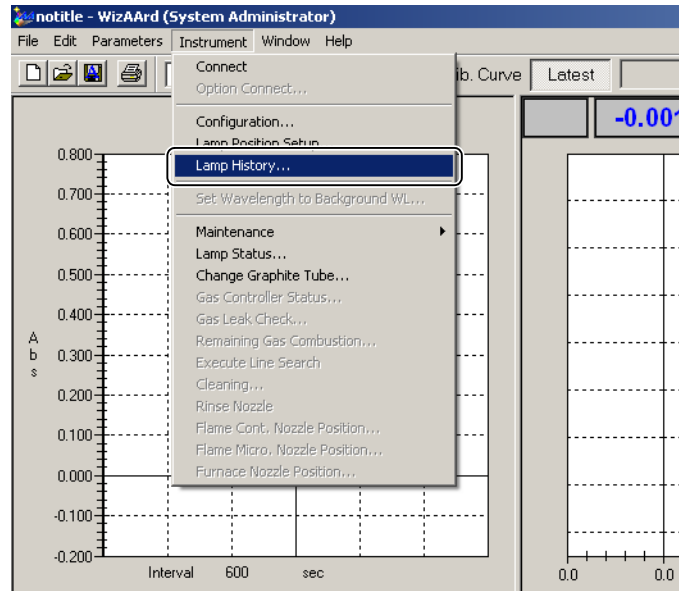 notitle - WizAArd (System Administrator)
File Edit Parameters Instrument Window Help
ib. Curve Latest
Connect
Option Connect...
Configuration...
Lamp Position Setup
Lamp History...
Set Wavelength to Background WL...
Maintenance
Lamp Status...
Change Graphite Tube...
Gas Controller Status...
Gas Leak Check...
Remaining Gas Combustion...
Execute Line Search
Cleaning...
Rinse Nozzle
Flame Cont. Nozzle Position...
Flame Micro. Nozzle Position...
Furnace Nozzle Position...
-0.001
0.800
0.700
0.600
0.500
0.400
Abs
0.300
0.200
0.100
0.000
-0.100
-0.200
Interval 600 sec
0.0 0.0